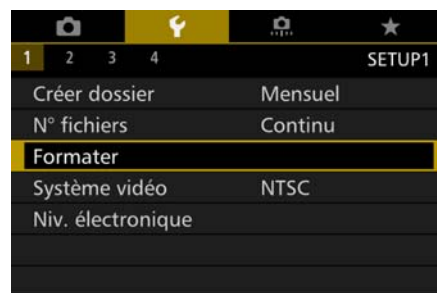 1 2 3 4 SETUP1
Créer dossier Mensuel
N° fichiers Continu
Formater
Système vidéo NTSC
Niv. électronique